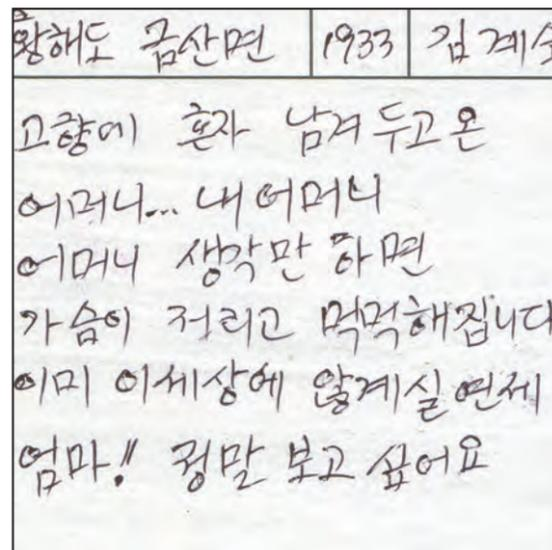 황해도 금산면 1933 김계
고향에 혼자 남겨 두고 온
어머니... 내 어머니
어머니 생각만 하면
가슴이 저리고 먹먹해집니다
이미 이세상에 않계실 연제
엄마!! 정말 보고 싶어요